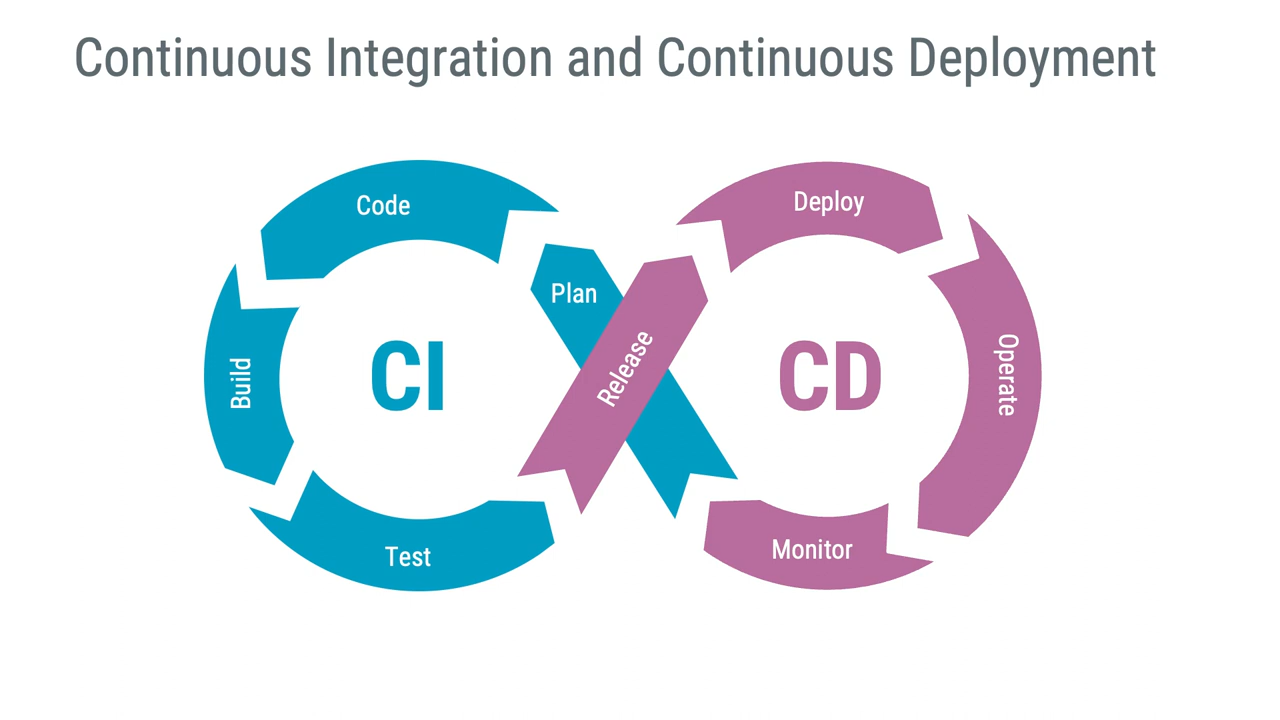 Continuous Integration and Continuous Deployment
Code
Deploy
Plan
Release
Build
CI
CD
Operate
Test
Monitor